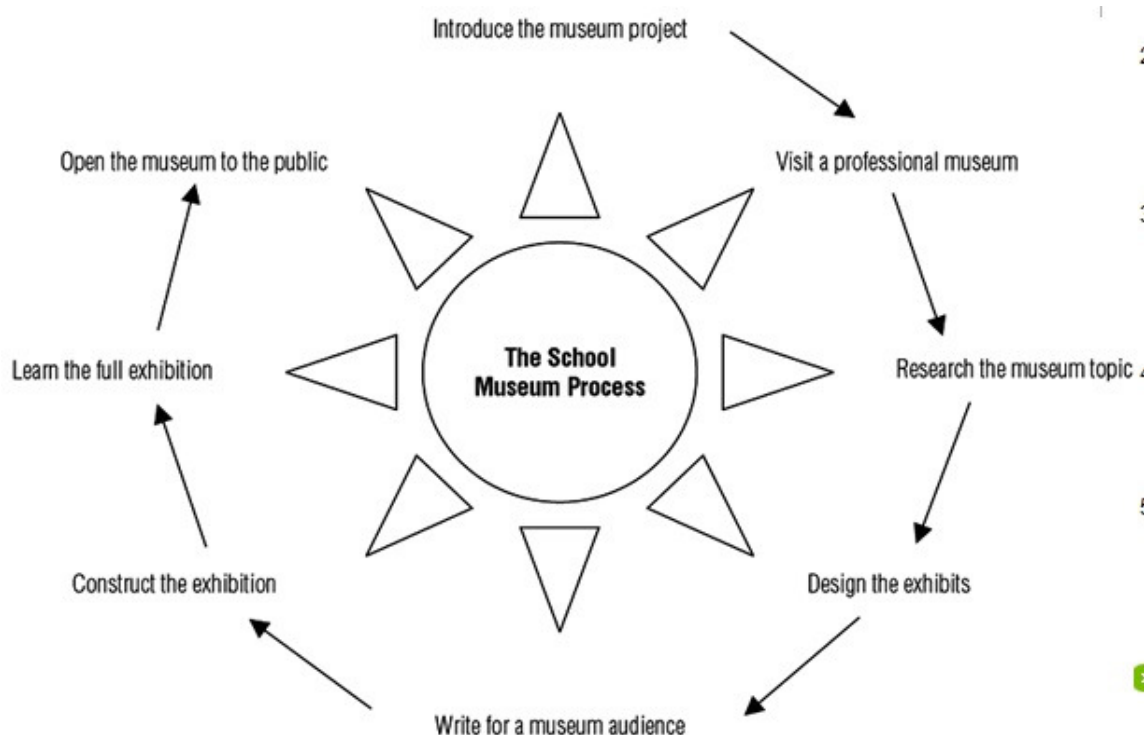 Introduce the museum project
Visit a professional museum
Research the museum topic
Design the exhibits
Write for a museum audience
Construct the exhibition
Learn the full exhibition
Open the museum to the public
The School
Museum Process